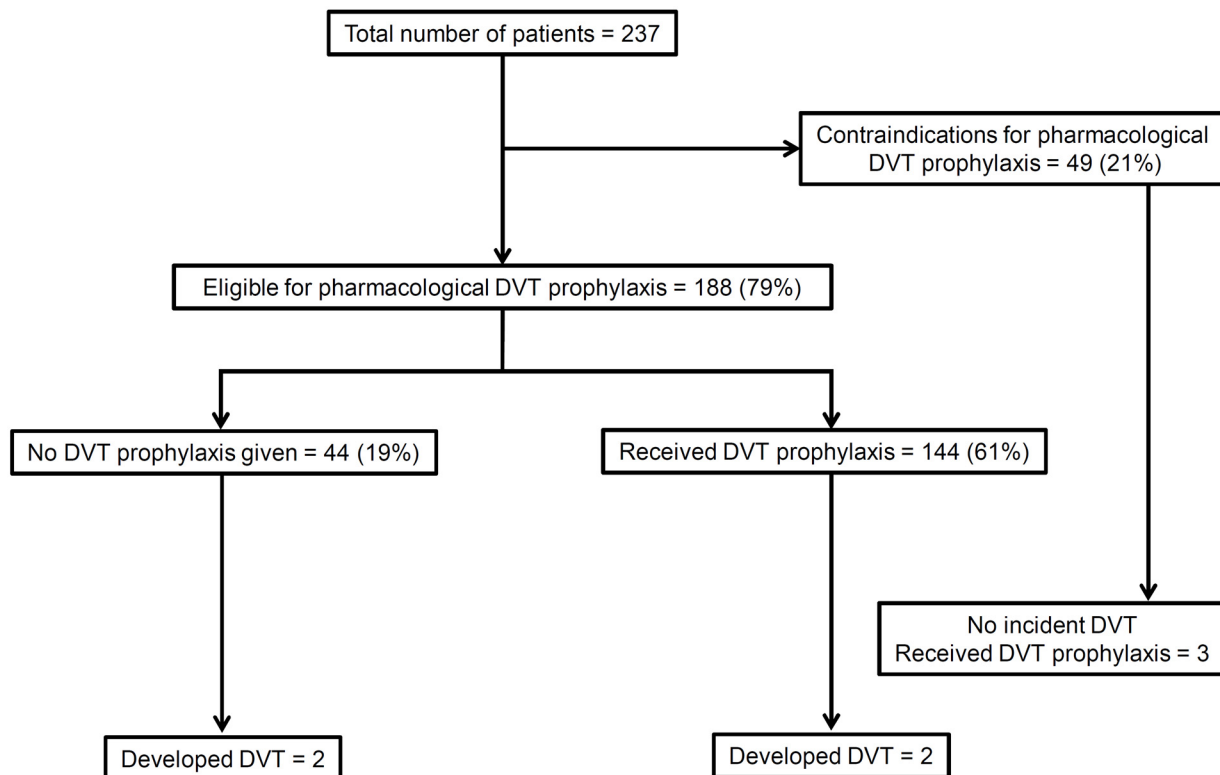 Total number of patients = 237
Contraindications for pharmacological
DVT prophylaxis = 49 (21%)
Eligible for pharmacological DVT prophylaxis = 188 (79%)
No DVT prophylaxis given = 44 (19%)
Received DVT prophylaxis = 144 (61%)
No incident DVT
Received DVT prophylaxis = 3
Developed DVT = 2
Developed DVT = 2